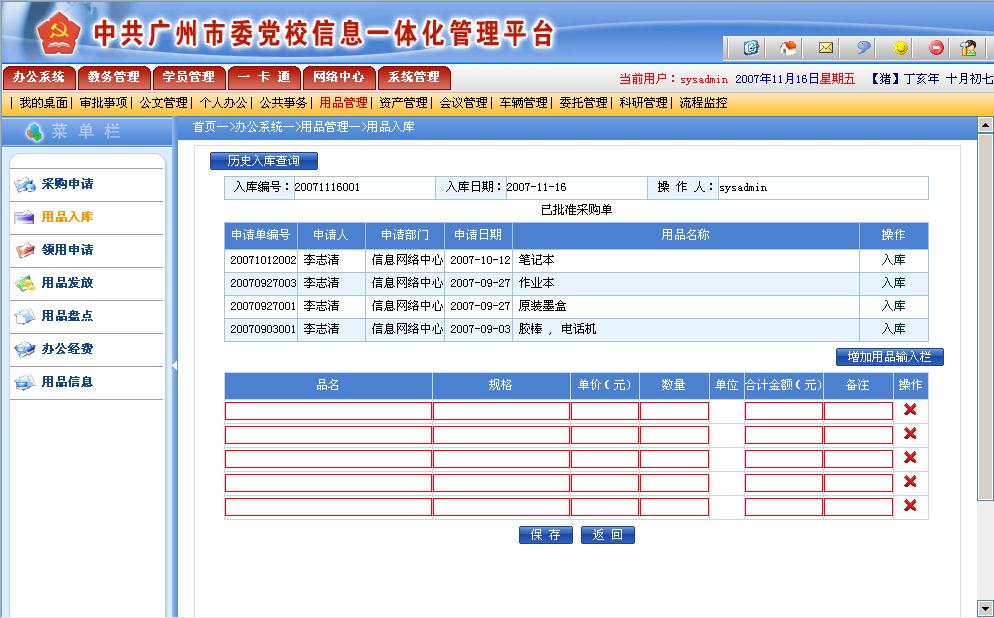 中共广州市委党校信息一体化管理平台
办公系统 教务管理 学员管理 一 卡 通 网络中心 系统管理 当前用户：sysadmin 2007年11月16日星期五 【猪】丁亥年 十月初七
| 我的桌面| 审批事项| 公文管理| 个人办公| 公共事务| 用品管理| 资产管理| 会议管理| 车辆管理| 委托管理| 科研管理| 流程监控
菜 单 栏
首页一>办公系统一>用品管理一>用品入库
采购申请
用品入库
领用申请
用品发放
用品盘点
办公经费
用品信息
历史入库查询
入库编号：20071116001 入库日期：2007-11-16 操 作 人：sysadmin
已批准采购单
申请单编号 申请人 申请部门 申请日期 用品名称 操作
20071012002 李志清 信息网络中心 2007-10-12 笔记本 入库
20070927003 李志清 信息网络中心 2007-09-27 作业本 入库
20070927001 李志清 信息网络中心 2007-09-27 原装墨盒 入库
20070903001 李志清 信息网络中心 2007-09-03 胶棒 ， 电话机 入库
增加用品输入栏
品名 规格 单价（元） 数量 单位 合计金额（元） 备注 操作
保 存 返 回